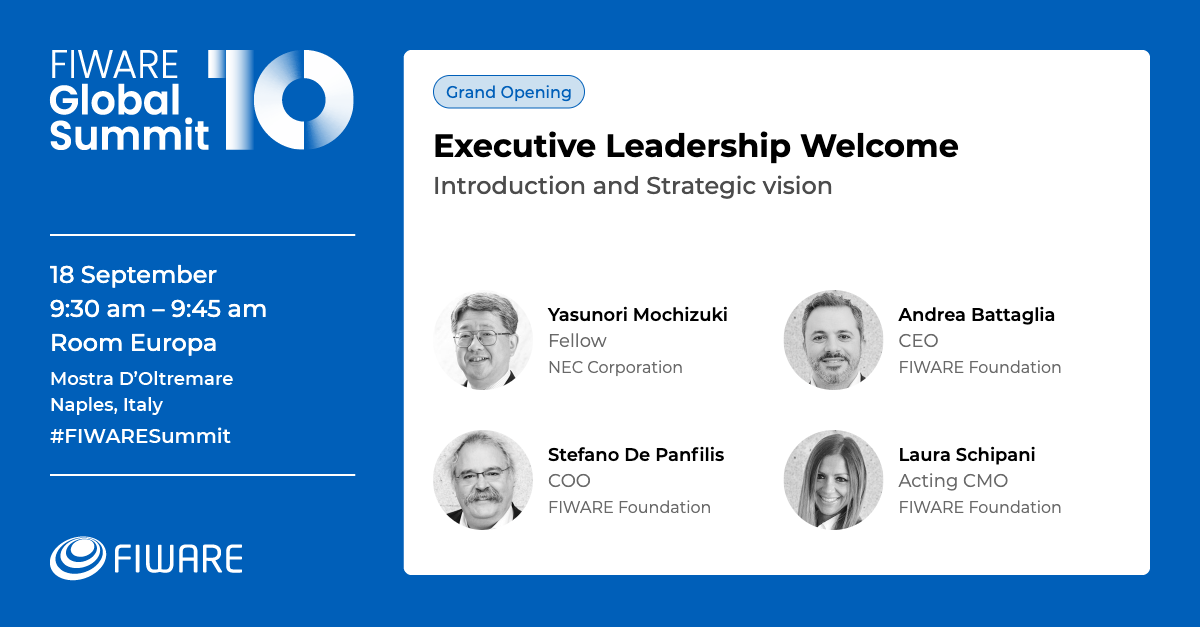 FIWARE
Global
Summit 10
18 September
9:30 am – 9:45 am
Room Europa
Mostra D’Oltremare
Naples, Italy
#FIWARESummit
FIWARE
Grand Opening
Executive Leadership Welcome
Introduction and Strategic vision
Yasunori Mochizuki
Fellow
NEC Corporation
Andrea Battaglia
CEO
FIWARE Foundation
Stefano De Panfilis
COO
FIWARE Foundation
Laura Schipani
Acting CMO
FIWARE Foundation